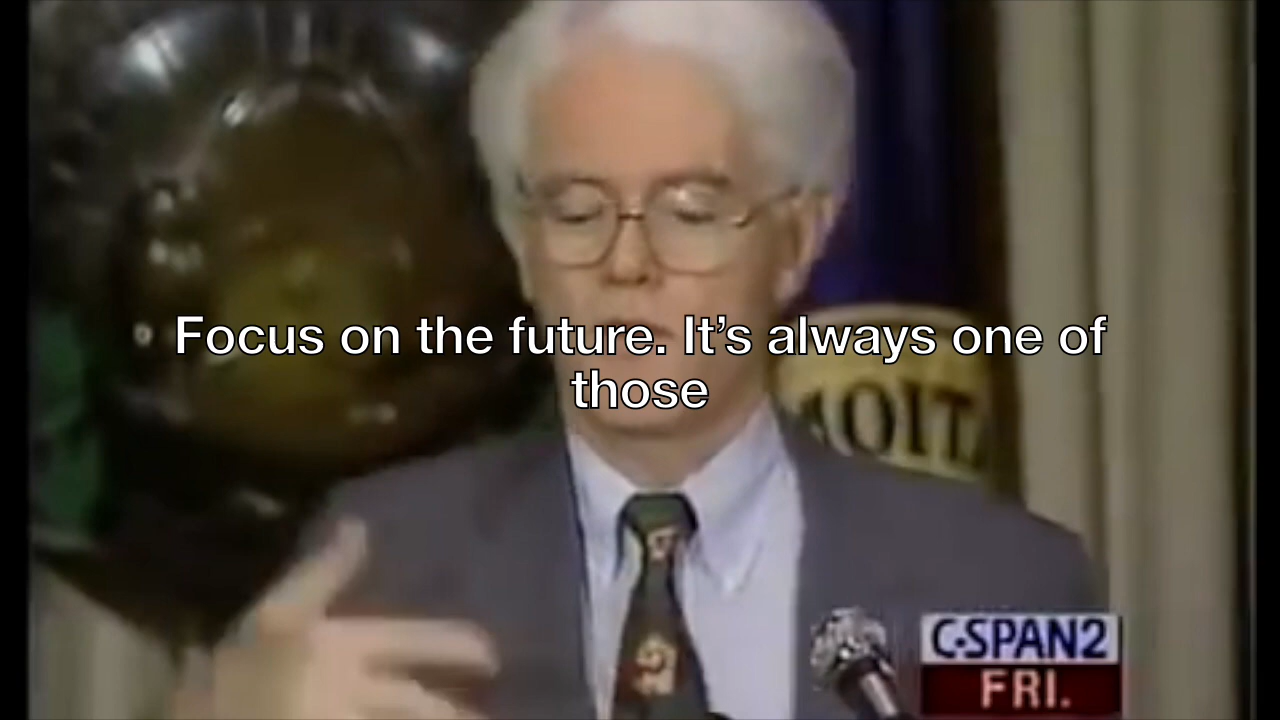 Focus on the future. It’s always one of
those
C-SPAN2
FRI.